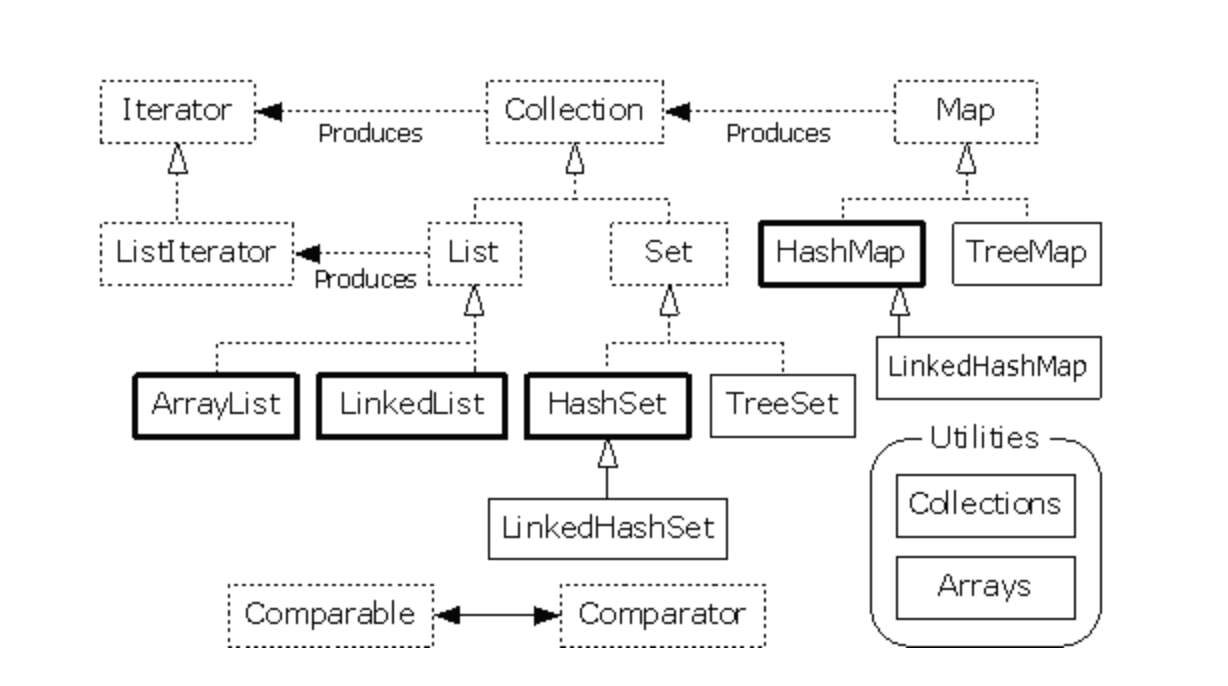 Iterator
Collection
Map
Produces
Produces
ListIterator
List
Set
HashMap
TreeMap
Produces
LinkedHashMap
ArrayList
LinkedList
HashSet
TreeSet
Utilities
Collections
LinkedHashSet
Arrays
Comparable
Comparator